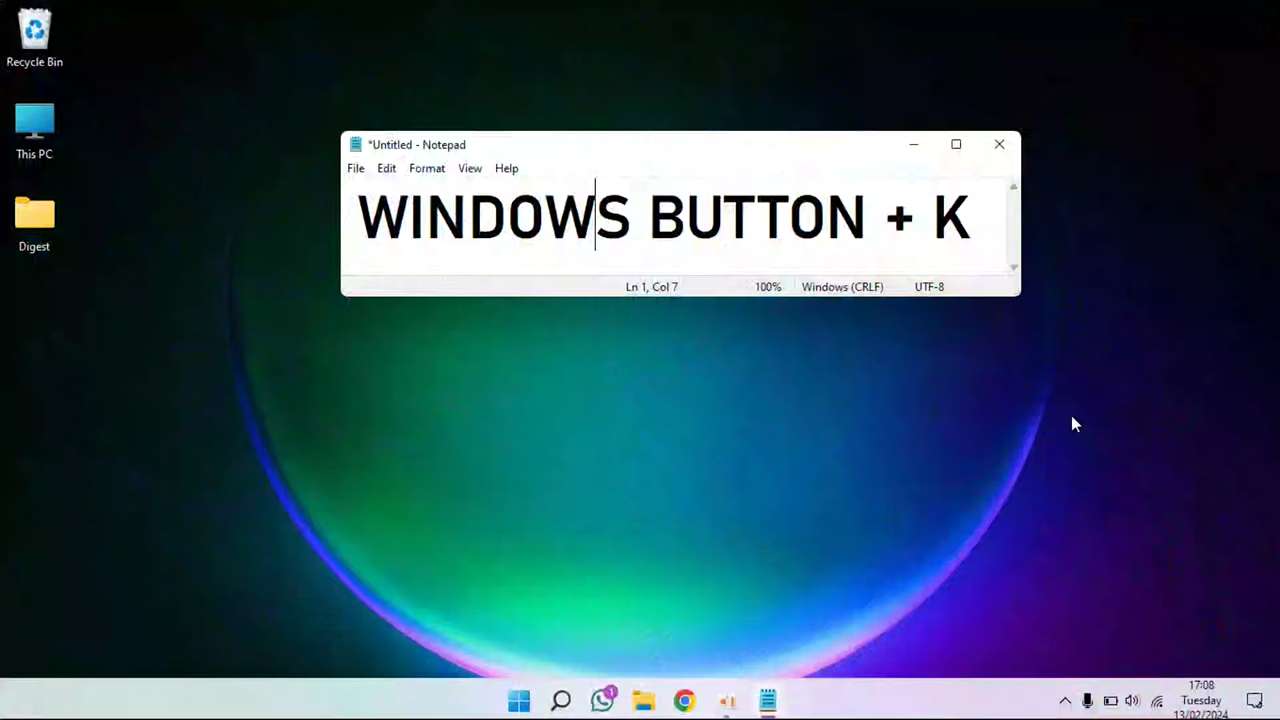 Recycle Bin
This PC
Digest
*Untitled - Notepad
File Edit Format View Help
WINDOWS BUTTON + K
Ln 1, Col 7 100% Windows (CRLF) UTF-8
1
17:08
Tuesday
13/02/2024